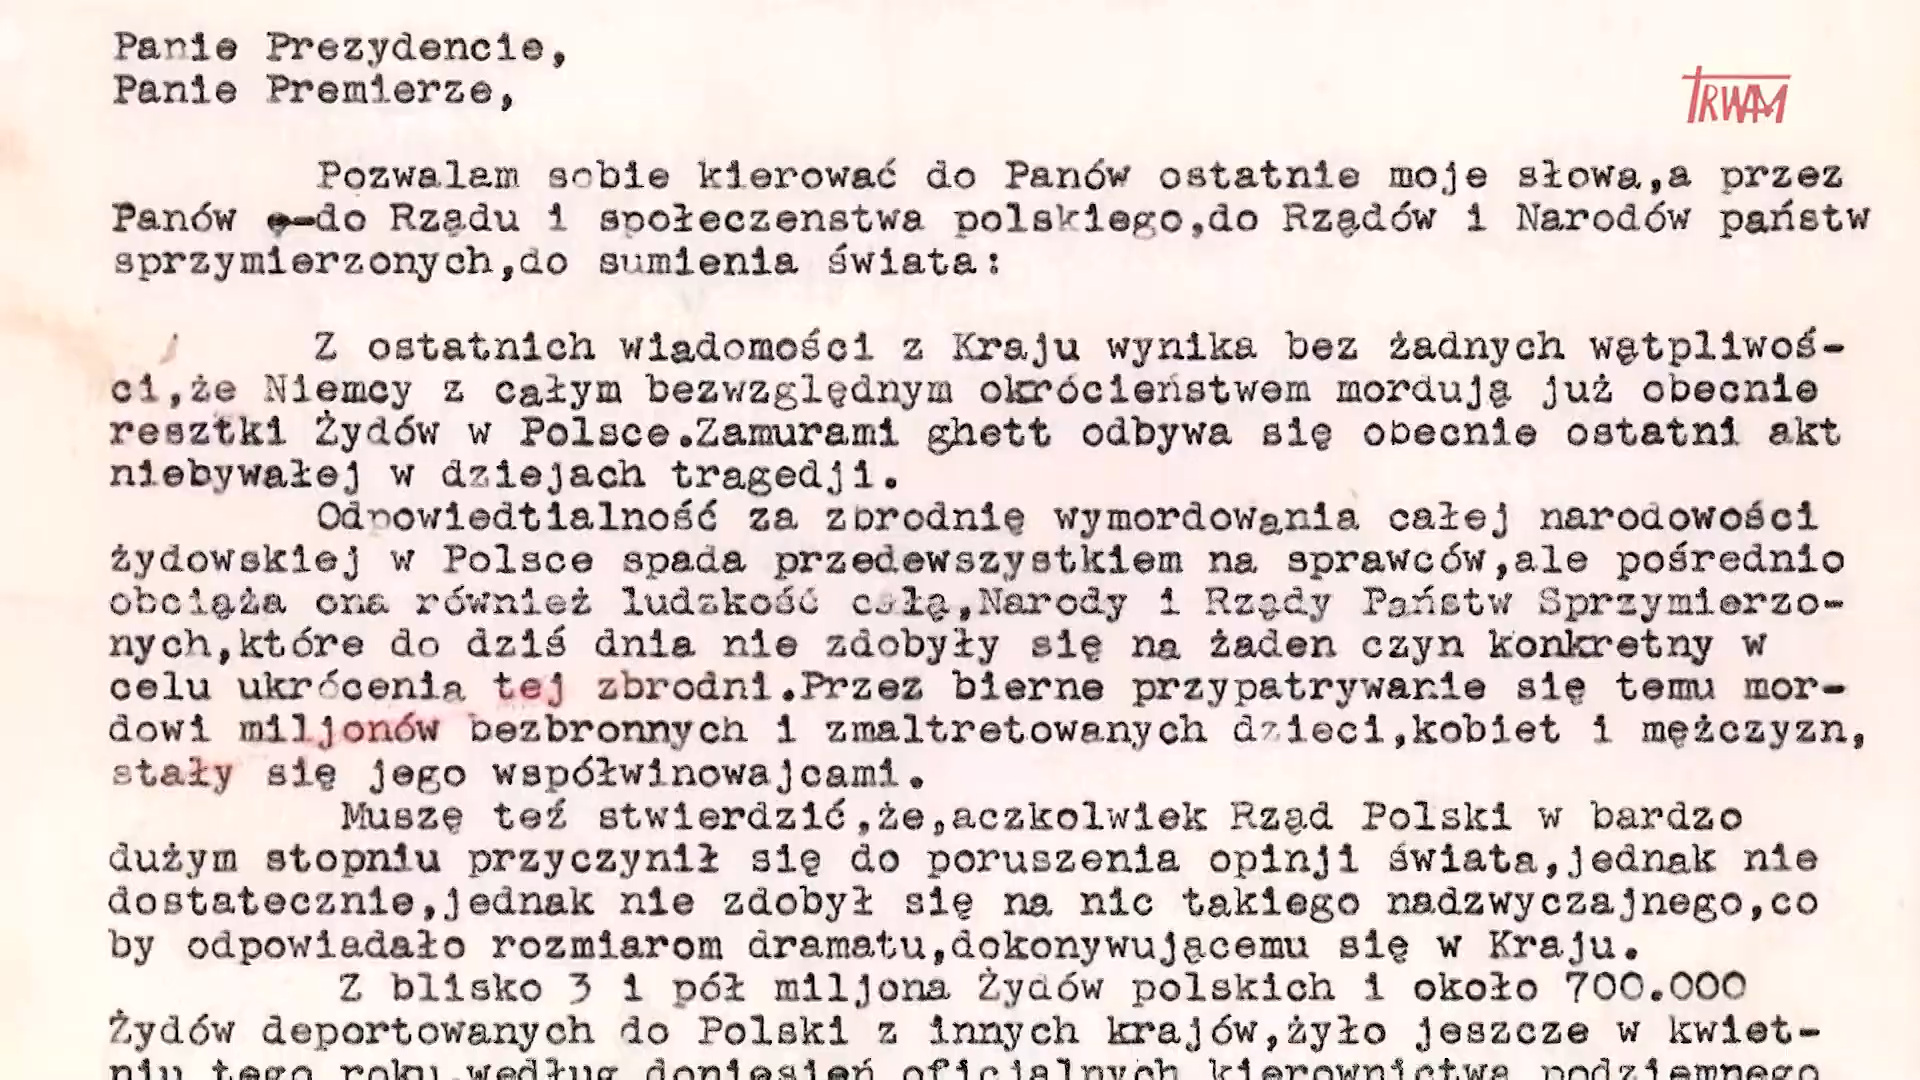 Panie Prezydencie,
Panie Premierze,
TRWAM
Pozwalam sobie kierować do Panów ostatnie moje słowa,a przez
Panów do Rządu i społeczenstwa polskiego,do Rządów i Narodów państw
sprzymierzonych,do sumienia świata:
Z ostatnich wiadomości z Kraju wynika bez żadnych wątpliwoś-
ci,że Niemcy z całym bezwzględnym okrócieństwem mordują już obecnie
resztki Żydów w Polsce.Zamurami ghett odbywa się obecnie ostatni akt
niebywałej w dziejach tragedji.
Odpowiedtialność za zbrodnię wymordowania całej narodowości
żydowskiej w Polsce spada przedewszystkiem na sprawców,ale pośrednio
obciąża ona również ludzkość całą,Narody i Rządy Państw Sprzymierzo-
nych,które do dziś dnia nie zdobyły się na żaden czyn konkretny w
celu ukrócenia tej zbrodni.Przez bierne przypatrywanie się temu mor-
dowi miljonów bezbronnych i zmaltretowanych dzieci,kobiet i mężczyzn,
stały się jego współwinowajcami.
Muszę też stwierdzić,że,aczkolwiek Rząd Polski w bardzo
dużym stopniu przyczynił się do poruszenia opinji świata,jednak nie
dostatecznie,jednak nie zdobył się na nic takiego nadzwyczajnego,co
by odpowiadało rozmiarom dramatu,dokonywującemu się w Kraju.
Z blisko 3 i pół miljona Żydów polskich i około 700.000
Żydów deportowanych do Polski z innych krajów,żyło jeszcze w kwiet-
niu tego roku,według doniesień oficjalnych kierownictwa podziemnego